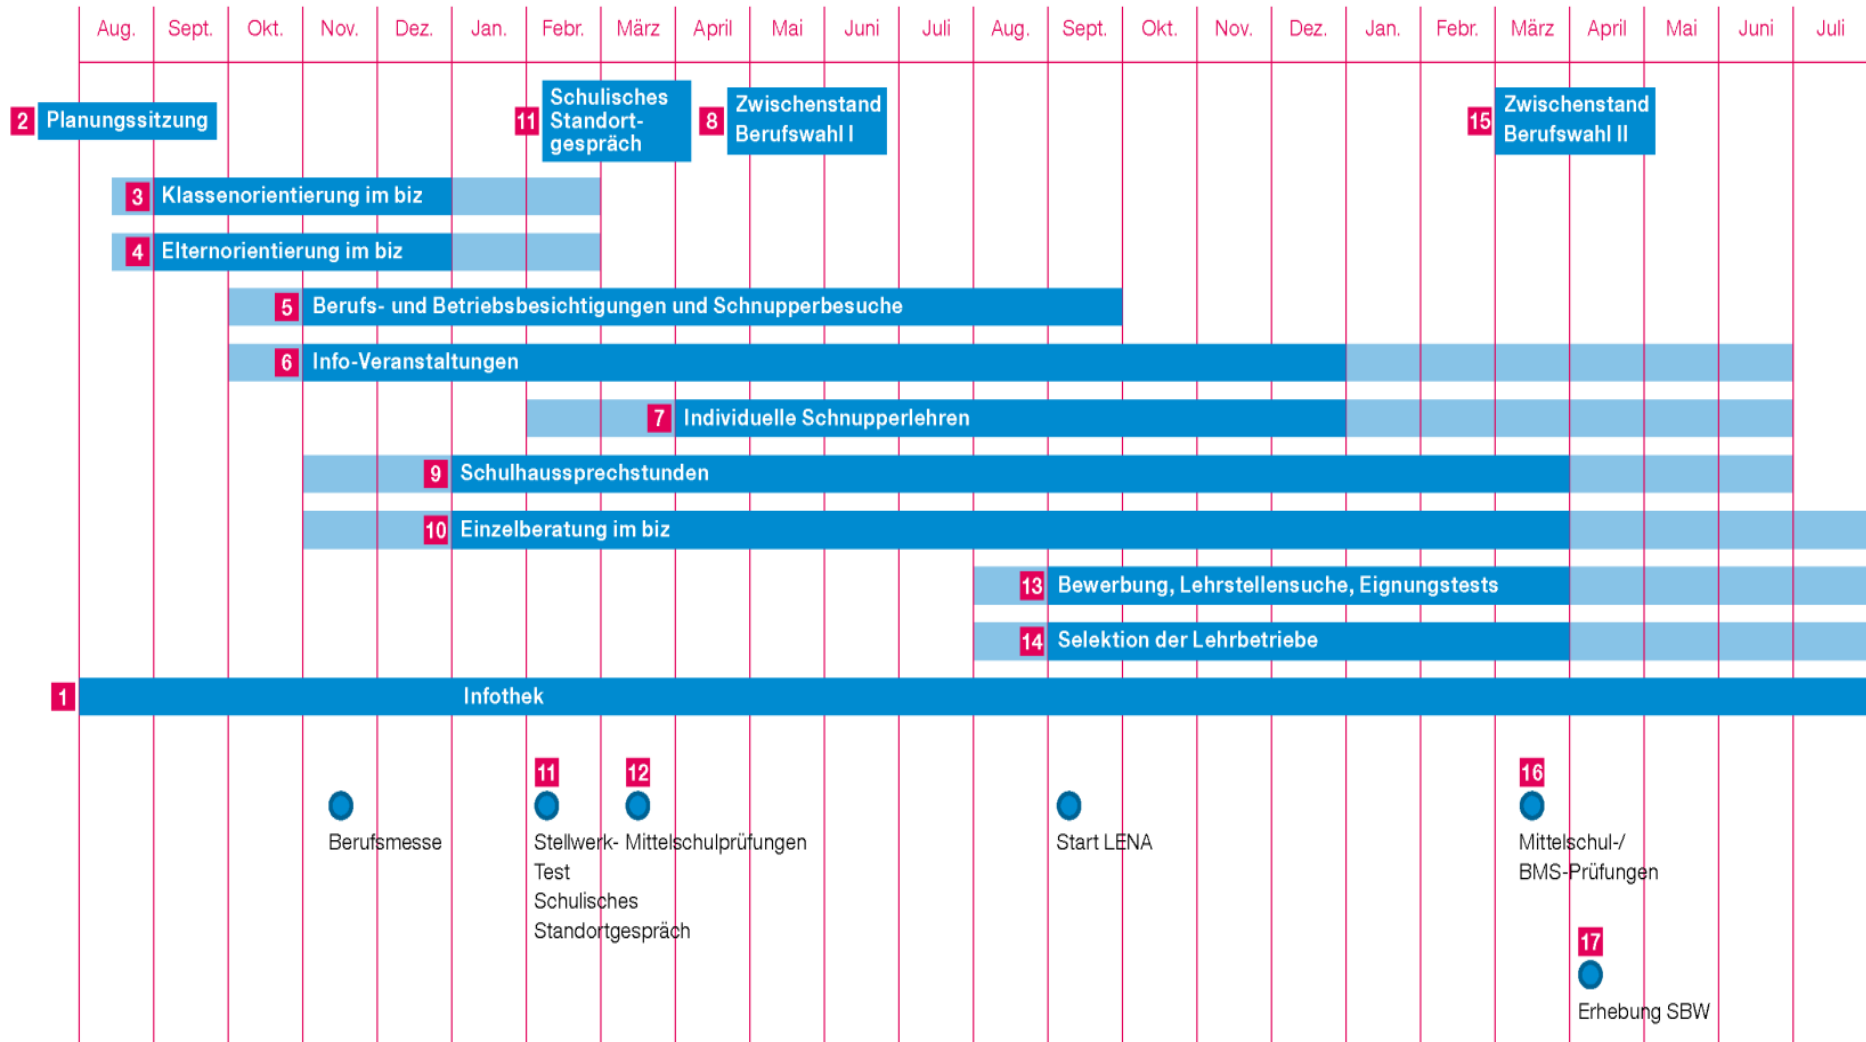 Aug. Sept. Okt. Nov. Dez. Jan. Febr. März April Mai Juni Juli Aug. Sept. Okt. Nov. Dez. Jan. Febr. März April Mai Juni Juli
2 Planungssitzung
11 Schulisches
Standort-
gespräch
8 Zwischenstand
Berufswahl I
15 Zwischenstand
Berufswahl II
3 Klassenorientierung im biz
4 Elternorientierung im biz
5 Berufs- und Betriebsbesichtigungen und Schnupperbesuche
6 Info-Veranstaltungen
7 Individuelle Schnupperlehren
9 Schulhaussprechstunden
10 Einzelberatung im biz
13 Bewerbung, Lehrstellensuche, Eignungstests
14 Selektion der Lehrbetriebe
1 Infothek
Berufsmesse
11
Stellwerk-
Test
Schulisches
Standortgespräch
12
Mittelschulprüfungen
Start LENA
16
Mittelschul-/
BMS-Prüfungen
17
Erhebung SBW